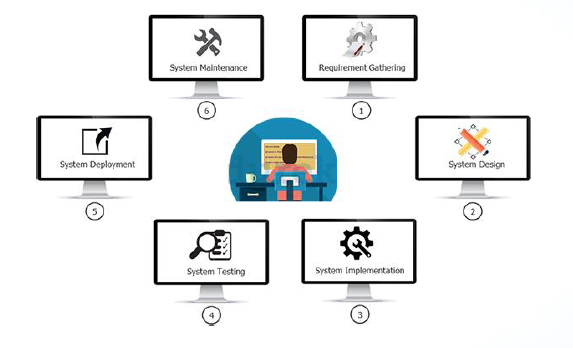 System Maintenance
Requirement Gathering
6
1
System Deployment
System Design
5
2
System Testing
System Implementation
4
3